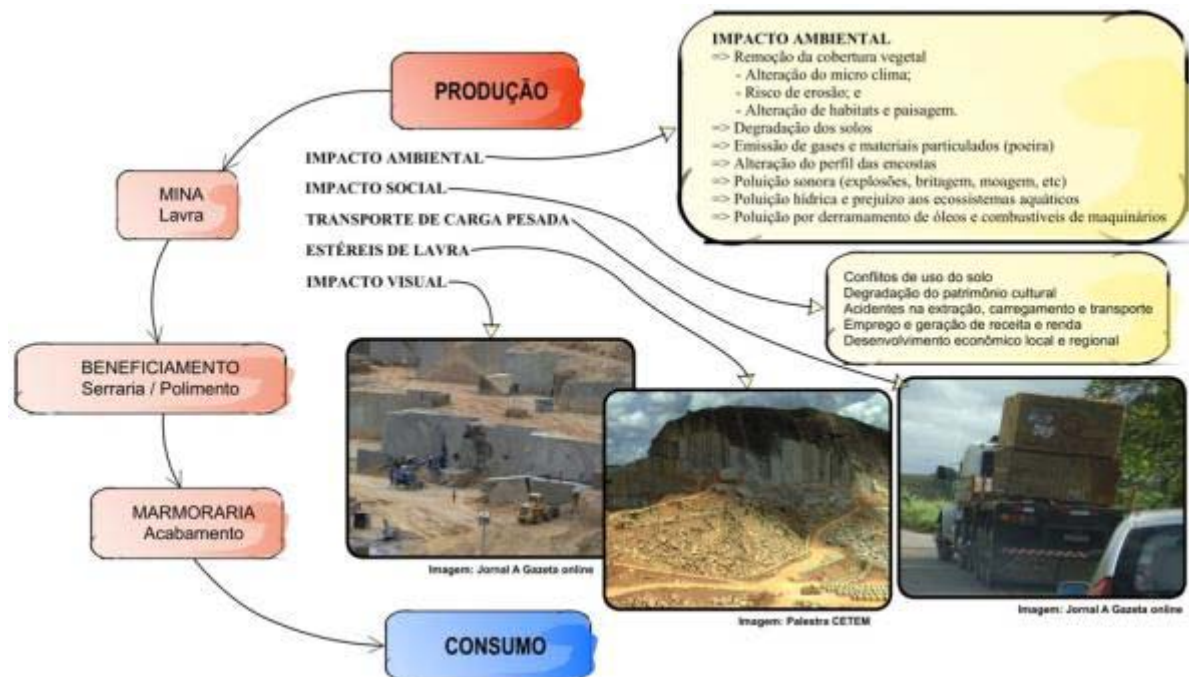 PRODUÇÃO
MINA
Lavra
BENEFICIAMENTO
Serraria / Polimento
MARMORARIA
Acabamento
CONSUMO
IMPACTO AMBIENTAL
IMPACTO SOCIAL
TRANSPORTE DE CARGA PESADA
ESTÉREIS DE LAVRA
IMPACTO VISUAL
IMPACTO AMBIENTAL
=> Remoção da cobertura vegetal
- Alteração do micro clima;
- Risco de erosão; e
- Alteração de habitats e paisagem.
=> Degradação dos solos
=> Emissão de gases e materiais particulados (poeira)
=> Alteração do perfil das encostas
=> Poluição sonora (explosões, britagem, moagem, etc)
=> Poluição hídrica e prejuízo aos ecossistemas aquáticos
=> Poluição por derramamento de óleos e combustíveis de maquinários
Conflitos de uso do solo
Degradação do patrimônio cultural
Acidentes na extração, carregamento e transporte
Emprego e geração de receita e renda
Desenvolvimento econômico local e regional
Imagem: Jornal A Gazeta online
Imagem: Palestra CETEM
Imagem: Jornal A Gazeta online